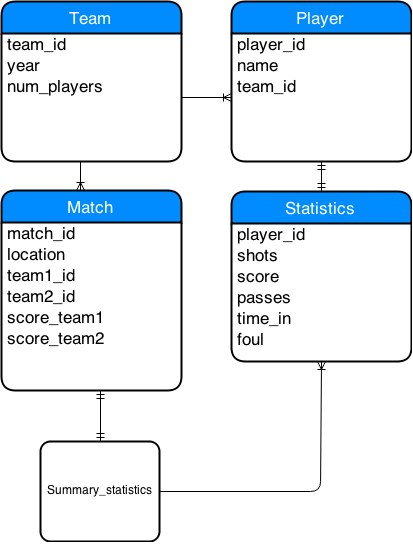 Team
team_id
year
num_players
Player
player_id
name
team_id
Match
match_id
location
team1_id
team2_id
score_team1
score_team2
Statistics
player_id
shots
score
passes
time_in
foul
Summary_statistics